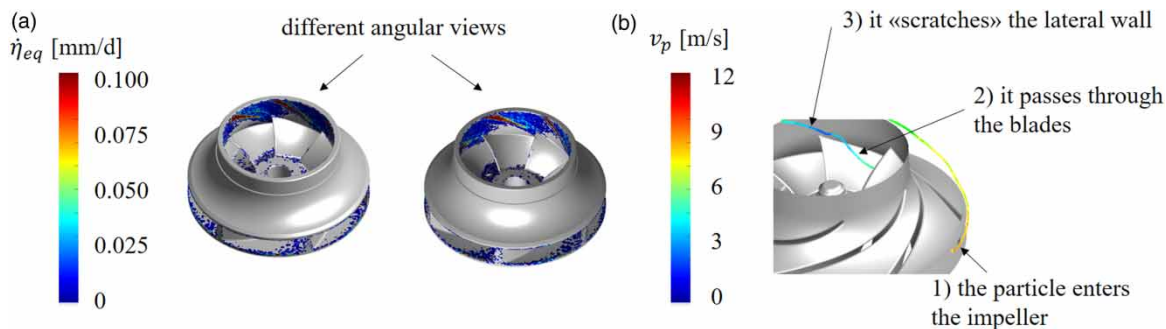 (a)
η̇eq [mm/d]
0.100
0.075
0.050
0.025
0
different angular views
(b)
vp [m/s]
12
9
6
3
0
3) it «scratches» the lateral wall
2) it passes through
the blades
1) the particle enters
the impeller